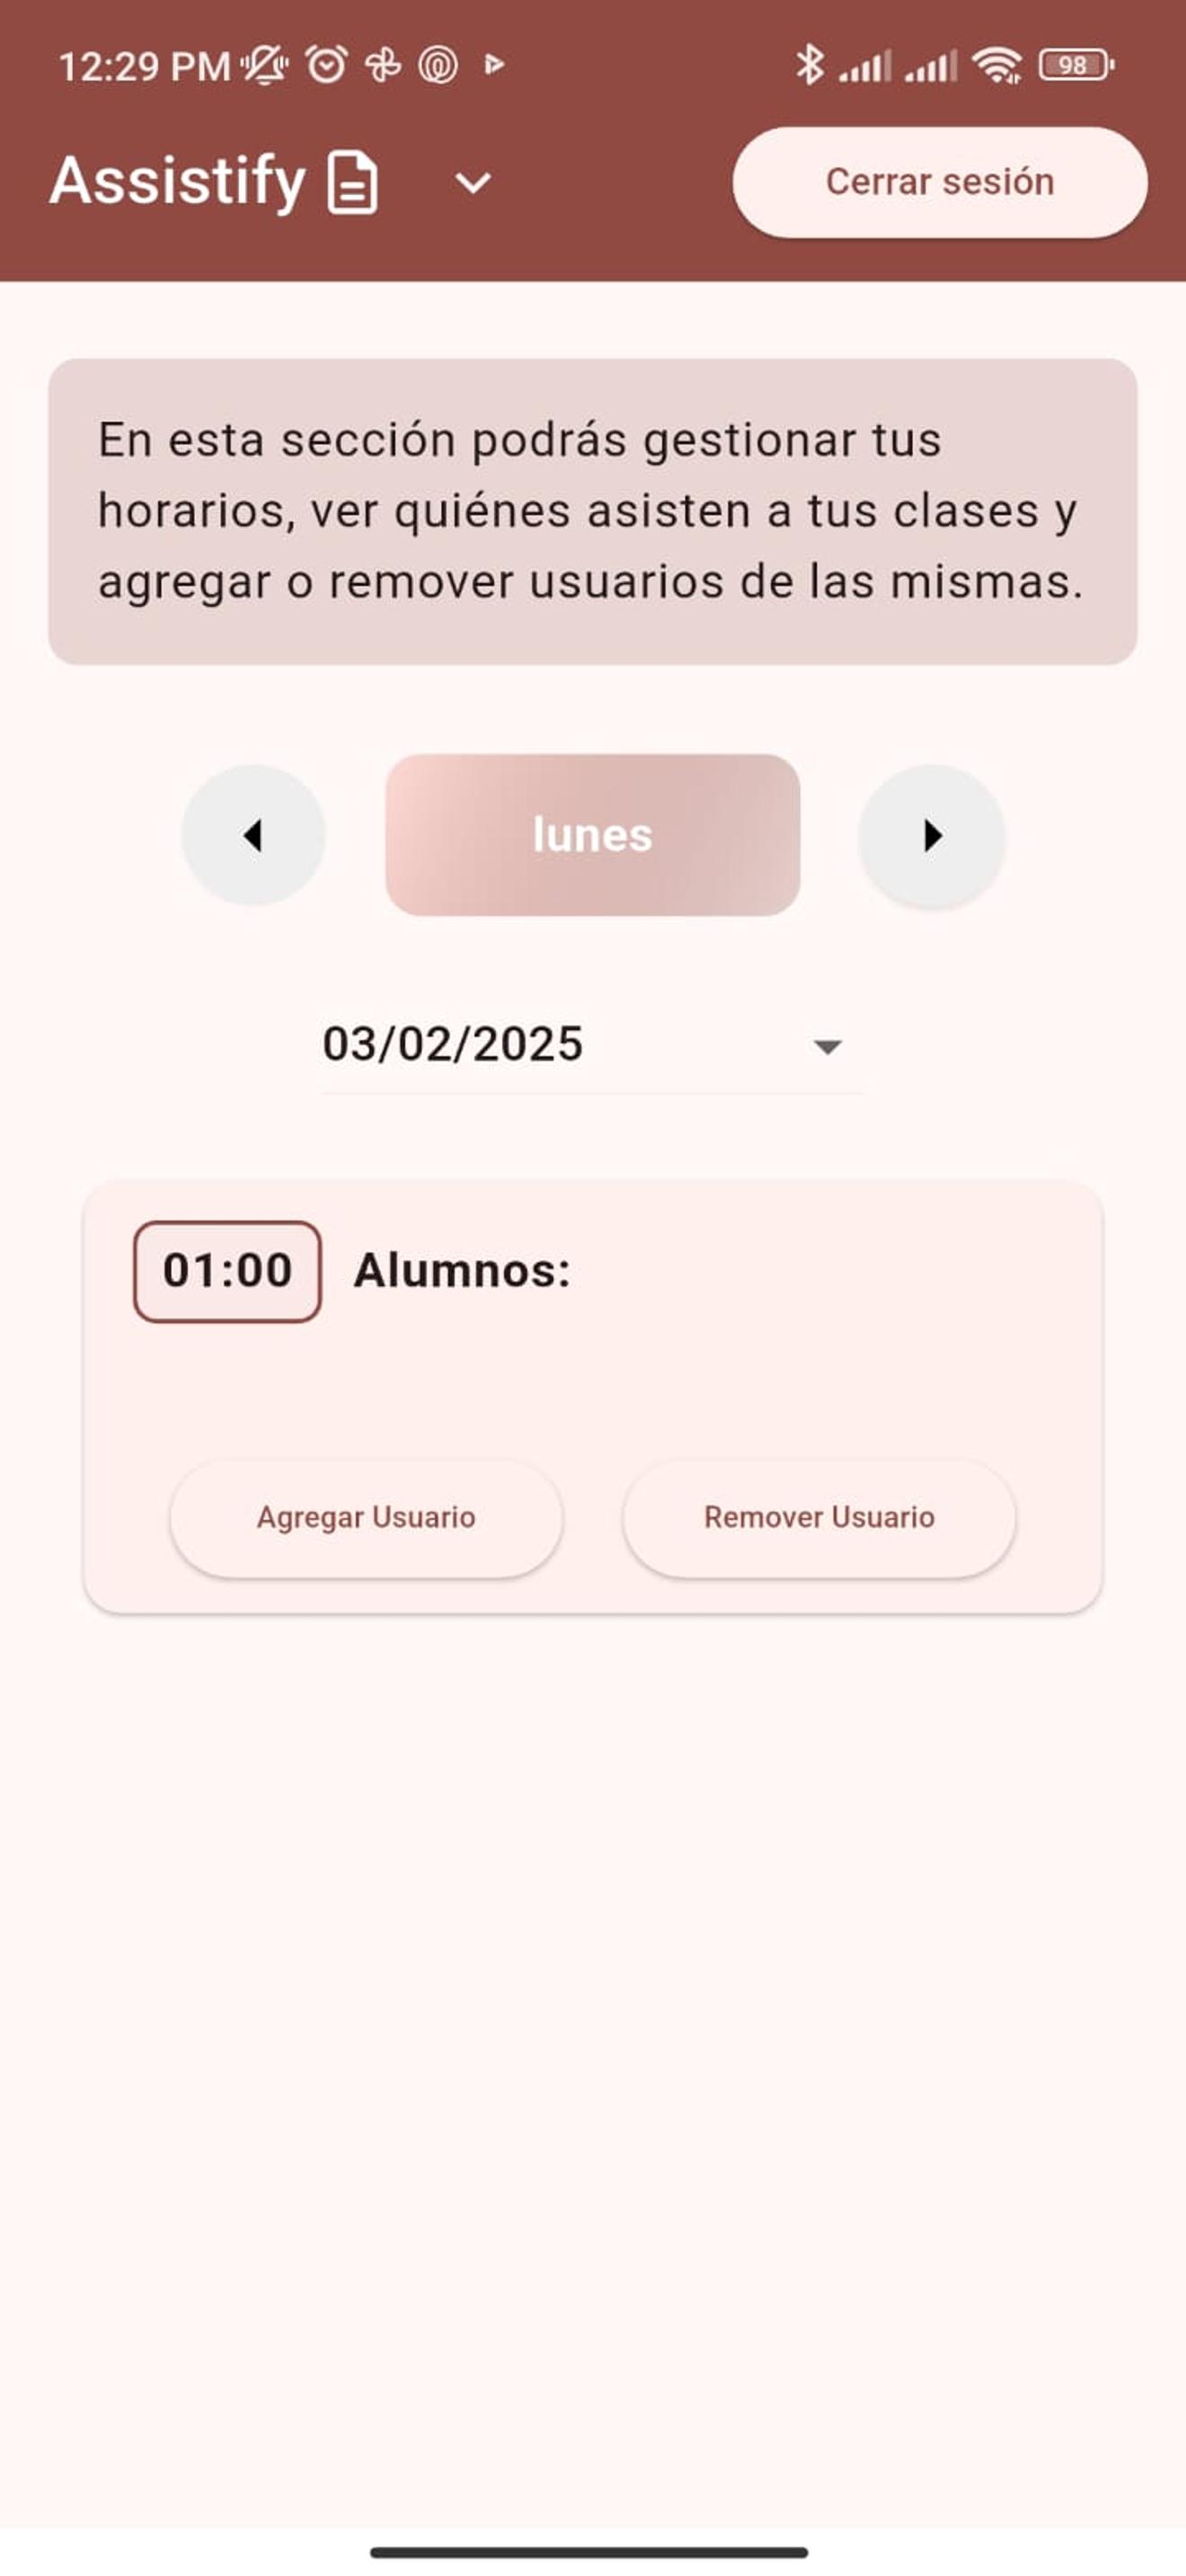 12:29 PM
98
Assistify
Cerrar sesión
En esta sección podrás gestionar tus
horarios, ver quiénes asisten a tus clases y
agregar o remover usuarios de las mismas.
lunes
03/02/2025
01:00 Alumnos:
Agregar Usuario
Remover Usuario